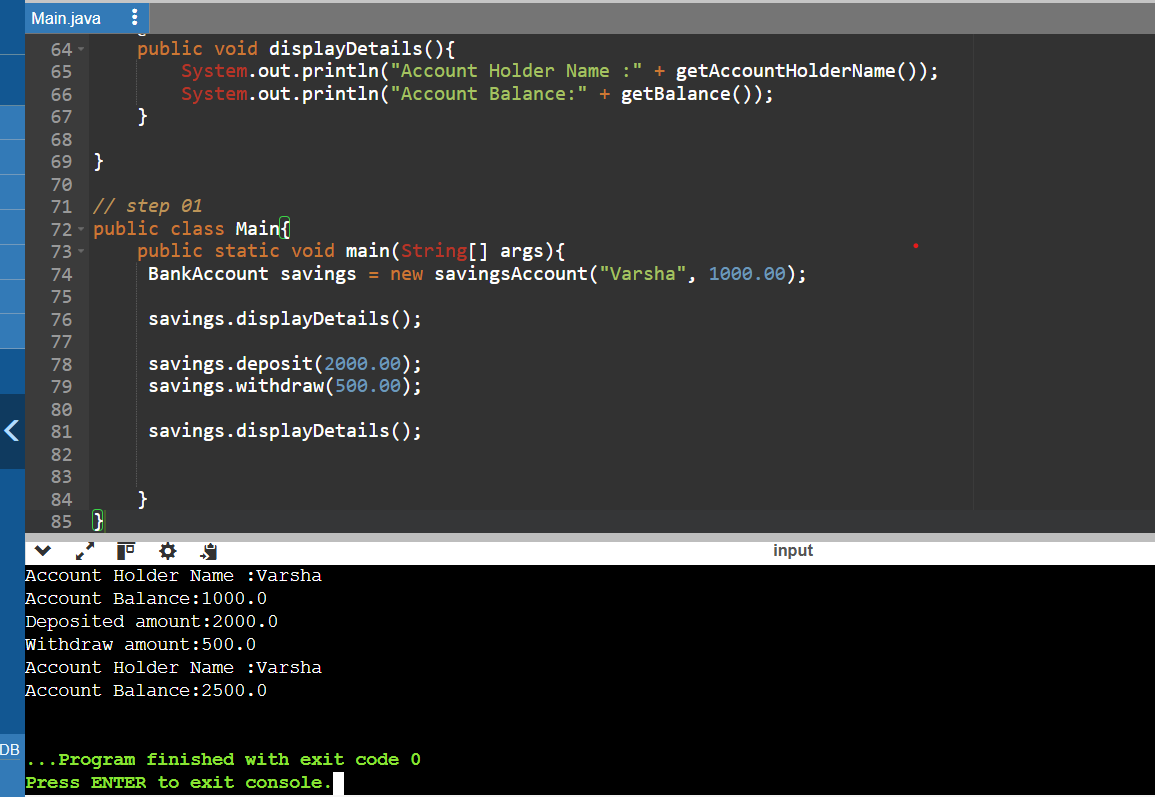 Main.java
64 public void displayDetails(){
65 System.out.println("Account Holder Name :" + getAccountHolderName());
66 System.out.println("Account Balance:" + getBalance());
67 }
68
69 }
70
71 // step 01
72 public class Main{
73 public static void main(String[] args){
74 BankAccount savings = new savingsAccount("Varsha", 1000.00);
75
76 savings.displayDetails();
77
78 savings.deposit(2000.00);
79 savings.withdraw(500.00);
80
81 savings.displayDetails();
82
83
84 }
85 }
input
Account Holder Name :Varsha
Account Balance:1000.0
Deposited amount:2000.0
Withdraw amount:500.0
Account Holder Name :Varsha
Account Balance:2500.0
DB
...Program finished with exit code 0
Press ENTER to exit console.